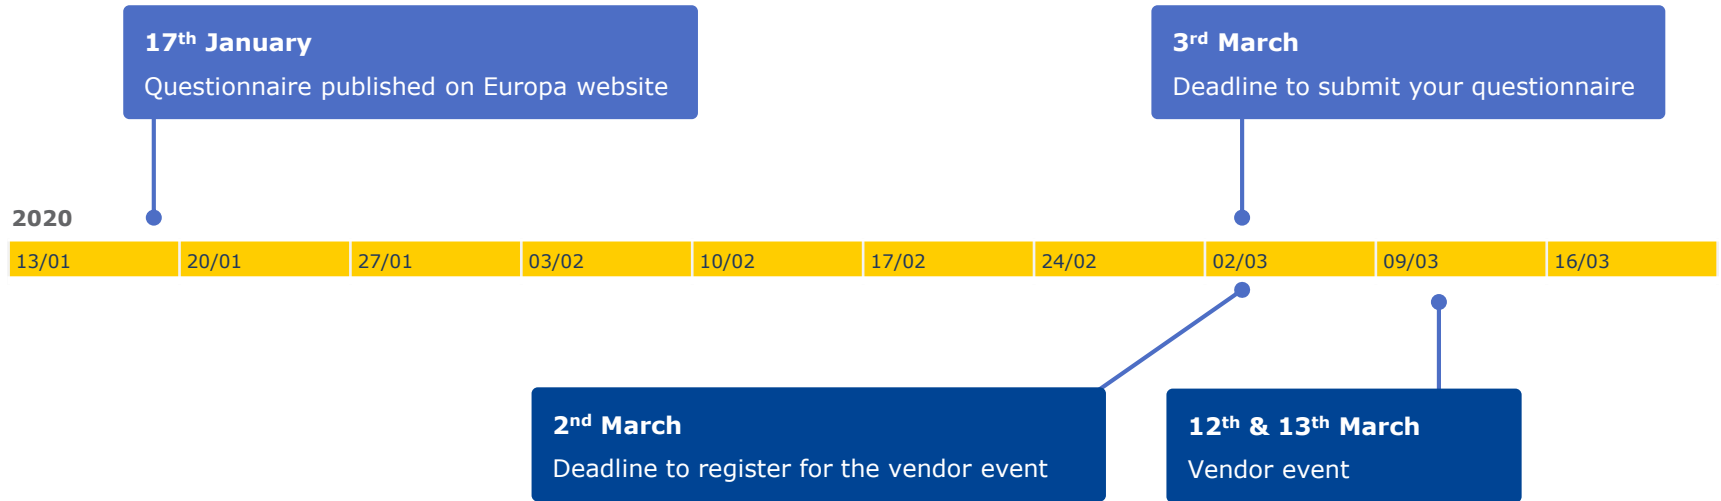 17th January
Questionnaire published on Europa website
3rd March
Deadline to submit your questionnaire
2020
13/01 20/01 27/01 03/02 10/02 17/02 24/02 02/03 09/03 16/03
2nd March
Deadline to register for the vendor event
12th & 13th March
Vendor event